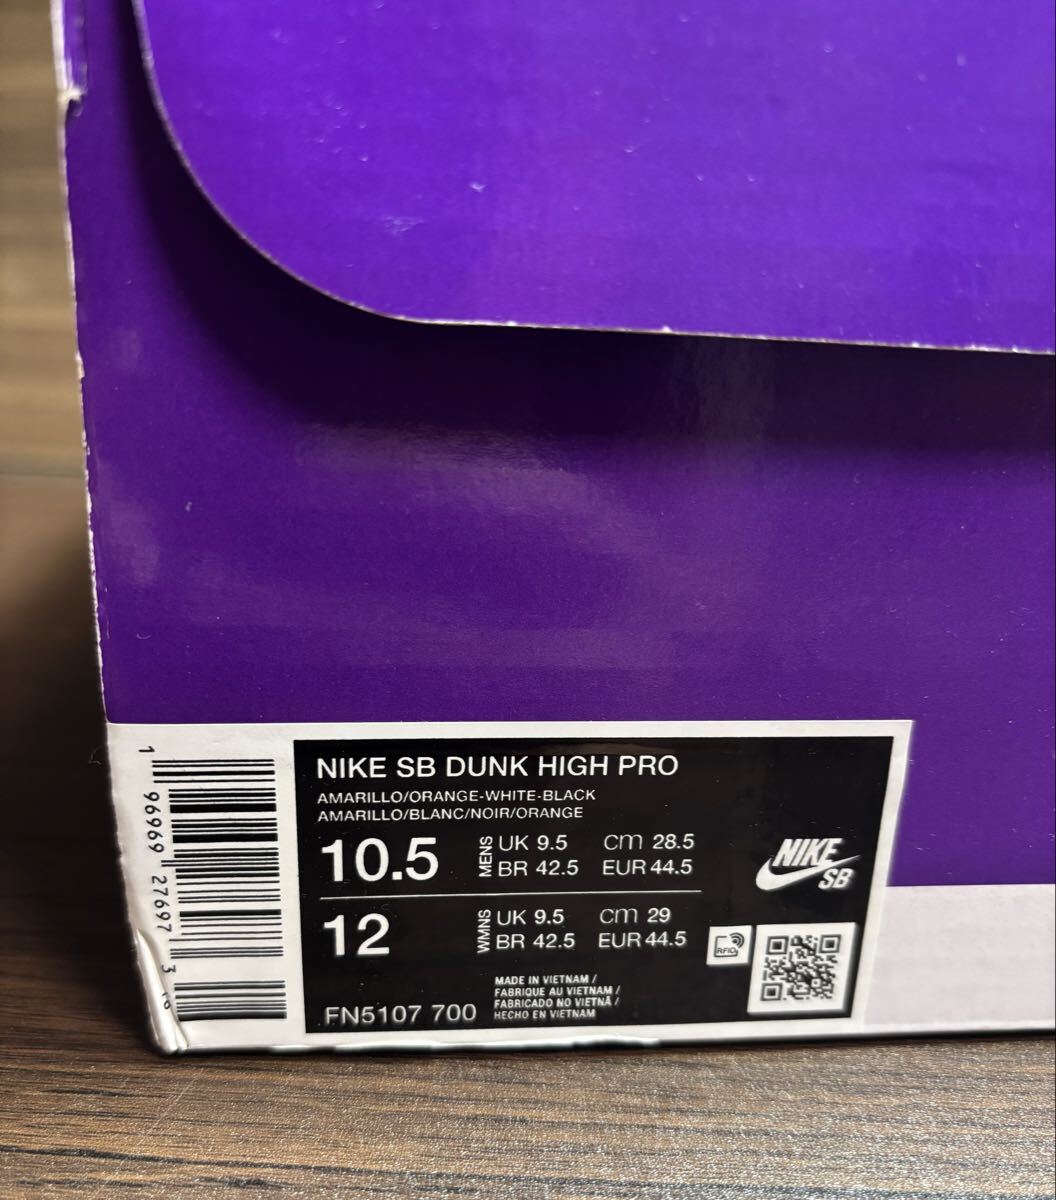 1 96969 27697 3
NIKE SB DUNK HIGH PRO
AMARILLO/ORANGE-WHITE-BLACK
AMARILLO/BLANC/NOIR/ORANGE
10.5 MENS UK 9.5 cm 28.5
BR 42.5 EUR 44.5
12 WMNS UK 9.5 cm 29
BR 42.5 EUR 44.5
NIKE
SB
RFID
FN5107 700
MADE IN VIETNAM /
FABRIQUE AU VIETNAM /
FABRICADO NO VIETNÃ /
HECHO EN VIETNAM